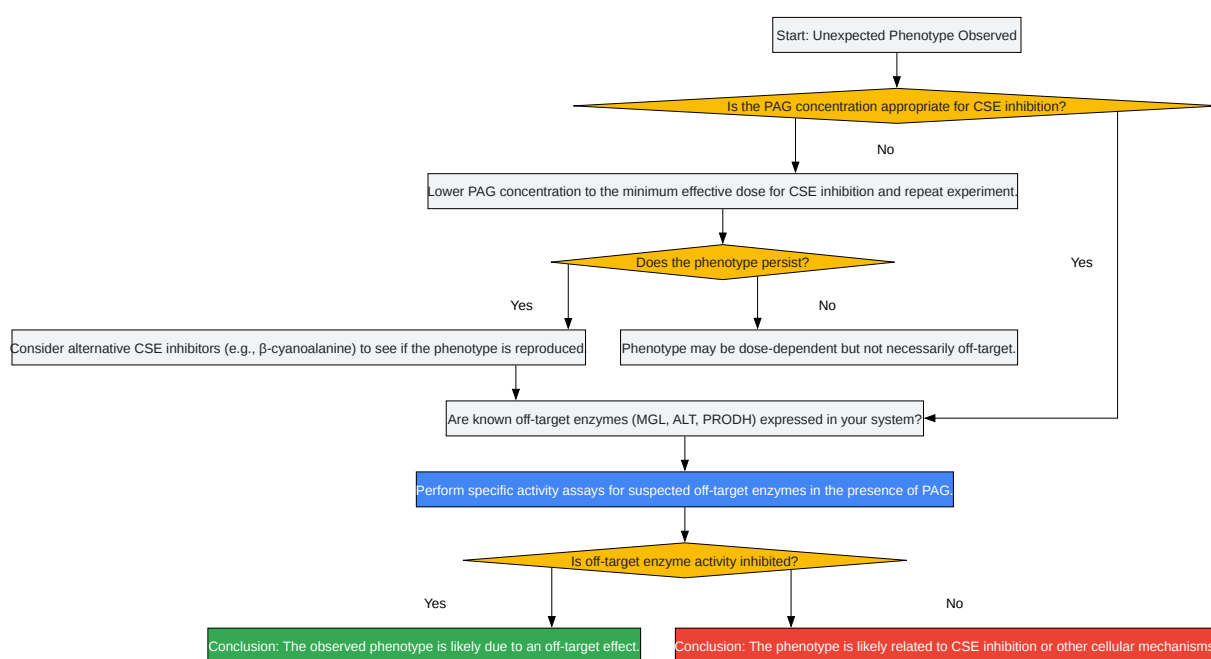 Start: Unexpected Phenotype Observed
Is the PAG concentration appropriate for CSE inhibition?
No
Lower PAG concentration to the minimum effective dose for CSE inhibition and repeat experiment.
Does the phenotype persist?
Yes
Yes
No
Consider alternative CSE inhibitors (e.g., β-cyanoalanine) to see if the phenotype is reproduced.
Phenotype may be dose-dependent but not necessarily off-target.
Are known off-target enzymes (MGL, ALT, PRODH) expressed in your system?
Perform specific activity assays for suspected off-target enzymes in the presence of PAG.
Is off-target enzyme activity inhibited?
Yes
No
Conclusion: The observed phenotype is likely due to an off-target effect.
Conclusion: The phenotype is likely related to CSE inhibition or other cellular mechanisms